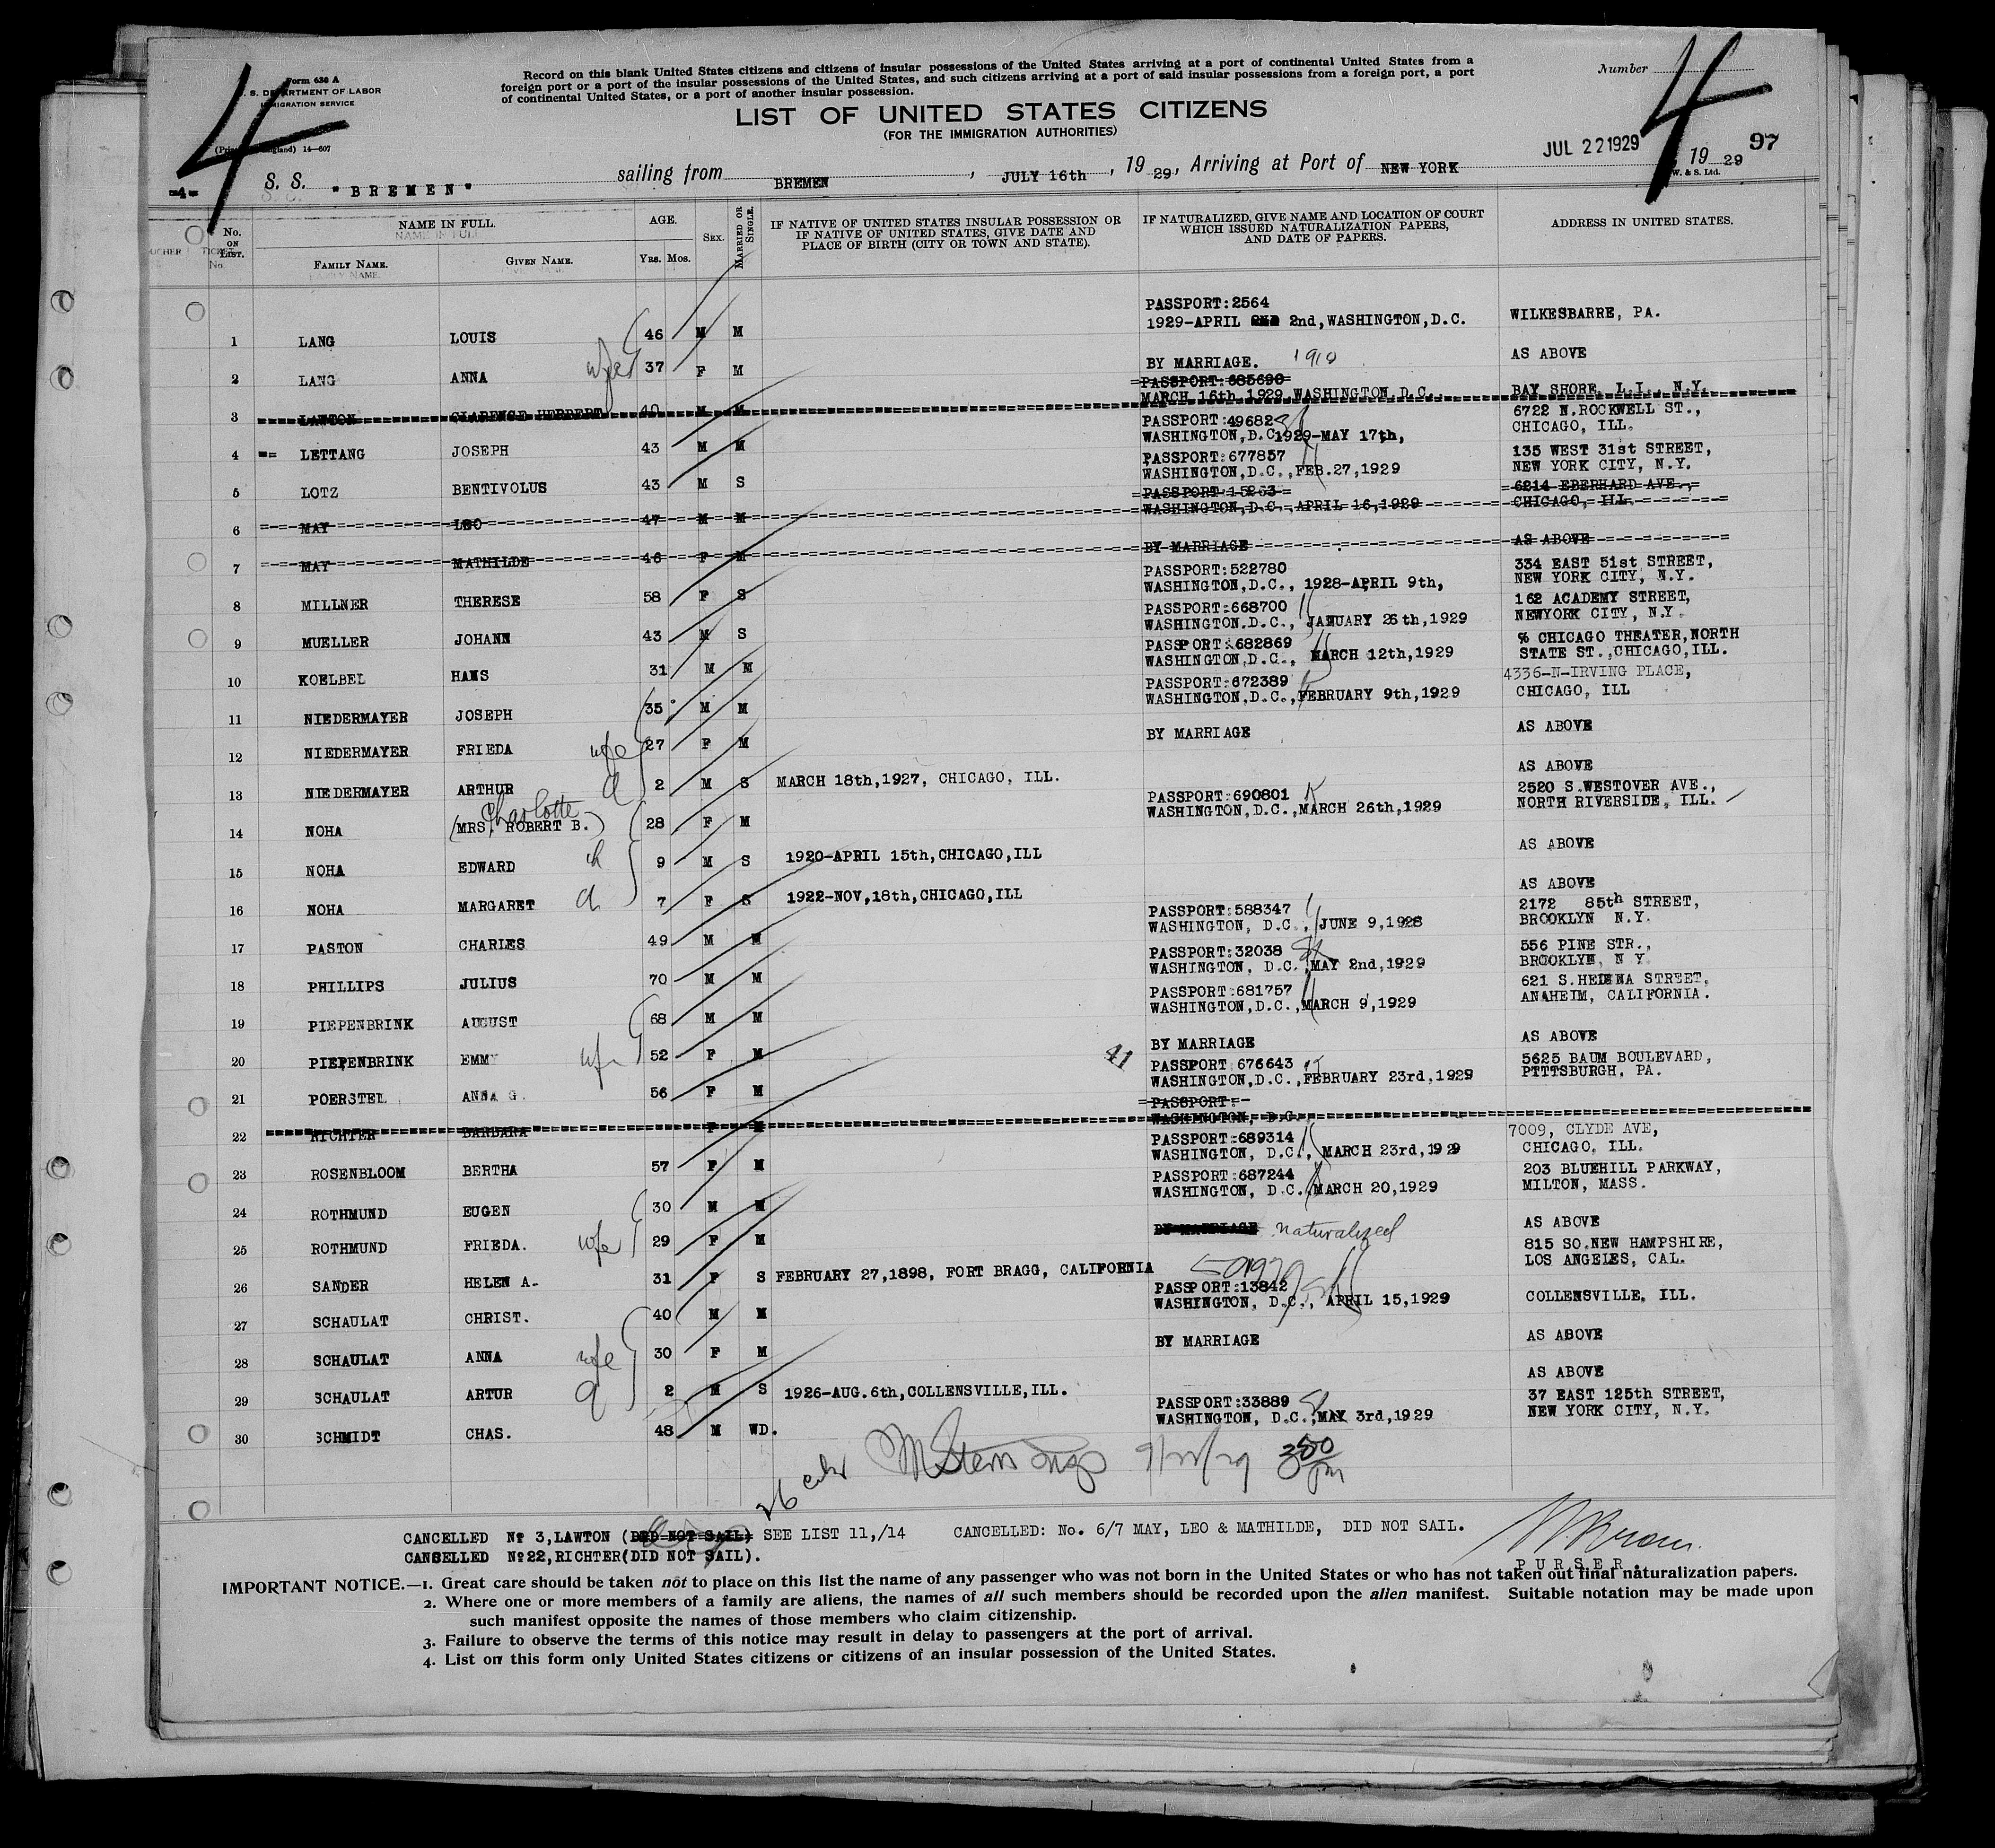 Form 630 A
S. DEPARTMENT OF LABOR
IMMIGRATION SERVICE
14—607
Record on this blank United States citizens and citizens of insular possessions of the United States arriving at a port of continental United States from a
foreign port or a port of the insular possessions of the United States, and such citizens arriving at a port of said insular possessions from a foreign port, a port
of continental United States, or a port of another insular possession.
Number
4
4
LIST OF UNITED STATES CITIZENS
(FOR THE IMMIGRATION AUTHORITIES)
JUL 22 1929
97
-4- S. S. "BREMEN" sailing from BREMEN, JULY 16th, 1929, Arriving at Port of NEW YORK 19 29
W. & S. Ltd.
No. ON LIST. NAME IN FULL. AGE. SEX. MARRIED OR SINGLE. IF NATIVE OF UNITED STATES INSULAR POSSESSION OR IF NATIVE OF UNITED STATES, GIVE DATE AND PLACE OF BIRTH (CITY OR TOWN AND STATE). IF NATURALIZED, GIVE NAME AND LOCATION OF COURT WHICH ISSUED NATURALIZATION PAPERS, AND DATE OF PAPERS. ADDRESS IN UNITED STATES.
FAMILY NAME. GIVEN NAME. YRS. MOS.
1 LANG LOUIS 46 M M PASSPORT:2564 1929-APRIL 2nd, WASHINGTON, D.C. WILKESBARRE, PA.
2 LANG ANNA wife 37 F M BY MARRIAGE. 1910 AS ABOVE
3 LAWTON CLARENCE HERBERT 40 M M PASSPORT:685690 MARCH 16th 1929 WASHINGTON D.C. BAY SHORE, L.I., N.Y.
4 LETTANG JOSEPH 43 M M PASSPORT:49682 WASHINGTON, D.C 1929-MAY 17th, 6722 N.ROCKWELL ST., CHICAGO, ILL.
5 LOTZ BENTIVOLUS 43 M S PASSPORT:677857 WASHINGTON, D.C., FEB.27,1929 135 WEST 31st STREET, NEW YORK CITY, N.Y.
6 MAY LEO 47 M M PASSPORT 15263 WASHINGTON, D.C. APRIL 16,1929 6214 EBERHARD AVE., CHICAGO, ILL.
7 MAY MATHILDE 46 F M BY MARRIAGE AS ABOVE
8 MILLNER THERESE 58 F S PASSPORT:522780 WASHINGTON, D.C., 1928-APRIL 9th, 334 EAST 51st STREET, NEW YORK CITY, N.Y.
9 MUELLER JOHANN 43 M S PASSPORT:668700 WASHINGTON.D.C., JANUARY 26th,1929 162 ACADEMY STREET, NEWYORK CITY, N.Y.
10 KOELBEL HANS 31 M M PASSPORT:682869 WASHINGTON, D.C., MARCH 12th,1929 % CHICAGO THEATER, NORTH STATE ST., CHICAGO, ILL.
11 NIEDERMAYER JOSEPH 35 M M PASSPORT:672389 WASHINGTON, D.C., FEBRUARY 9th,1929 4336-N-IRVING PLACE, CHICAGO, ILL
12 NIEDERMAYER FRIEDA wife 27 F M BY MARRIAGE AS ABOVE
13 NIEDERMAYER ARTHUR 2 M S MARCH 18th,1927, CHICAGO, ILL. AS ABOVE
14 NOHA (MRS. ROBERT B.) Charlotte 28 F M PASSPORT:690801 WASHINGTON, D.C., MARCH 26th,1929 2520 S.WESTOVER AVE., NORTH RIVERSIDE, ILL.
15 NOHA EDWARD ch 9 M S 1920-APRIL 15th, CHICAGO, ILL AS ABOVE
16 NOHA MARGARET 7 F S 1922-NOV,18th, CHICAGO, ILL AS ABOVE
17 PASTON CHARLES 49 M M PASSPORT:588347 WASHINGTON, D.C., JUNE 9,1928 2172 85th STREET, BROOKLYN N.Y.
18 PHILLIPS JULIUS 70 M M PASSPORT:32038 WASHINGTON, D.C., MAY 2nd,1929 556 PINE STR., BROOKLYN, N Y.
19 PIEPENBRINK AUGUST 68 M M PASSPORT:681757 WASHINGTON, D.C., MARCH 9,1929 621 S.HELENA STREET, ANAHEIM, CALIFORNIA.
20 PIEPENBRINK EMMY wife 52 F M BY MARRIAGE AS ABOVE
41
21 POERSTEL ANNA G. 56 F M PASSPORT:676643 WASHINGTON, D.C., FEBRUARY 23rd,1929 5625 BAUM BOULEVARD, PITTSBURGH, PA.
22 RICHTER BARBARA F M PASSPORT:- WASHINGTON, D.C.
23 ROSENBLOOM BERTHA 57 F M PASSPORT:689314 WASHINGTON, D.C., MARCH 23rd,1929 7009, CLYDE AVE, CHICAGO, ILL.
24 ROTHMUND EUGEN 30 M M PASSPORT:687244 WASHINGTON, D.C. MARCH 20,1929 203 BLUEHILL PARKWAY, MILTON, MASS.
25 ROTHMUND FRIEDA. wife 29 F M BY MARRIAGE naturalized AS ABOVE
26 SANDER HELEN A. 31 F S FEBRUARY 27,1898, FORT BRAGG, CALIFORNIA 815 SO.NEW HAMPSHIRE, LOS ANGELES, CAL.
27 SCHAULAT CHRIST. 40 M M PASSPORT:13842 WASHINGTON, D.C., APRIL 15,1929 COLLENSVILLE, ILL.
28 SCHAULAT ANNA wife 30 F M BY MARRIAGE AS ABOVE
29 SCHAULAT ARTUR 2 M S 1926-AUG.6th, COLLENSVILLE, ILL. AS ABOVE
30 SCHMIDT CHAS. 48 M WD. PASSPORT:33889 WASHINGTON, D.C., MAY 3rd,1929 37 EAST 125th STREET, NEW YORK CITY, N.Y.
26
350 PM
CANCELLED Nº 3, LAWTON (DID NOT SAIL) SEE LIST 11,/14 CANCELLED: No. 6/7 MAY, LEO & MATHILDE, DID NOT SAIL.
CANSELLED Nº22, RICHTER(DID NOT SAIL).
PURSER.
IMPORTANT NOTICE.—1. Great care should be taken not to place on this list the name of any passenger who was not born in the United States or who has not taken out final naturalization papers.
2. Where one or more members of a family are aliens, the names of all such members should be recorded upon the alien manifest. Suitable notation may be made upon
such manifest opposite the names of those members who claim citizenship.
3. Failure to observe the terms of this notice may result in delay to passengers at the port of arrival.
4. List on this form only United States citizens or citizens of an insular possession of the United States.